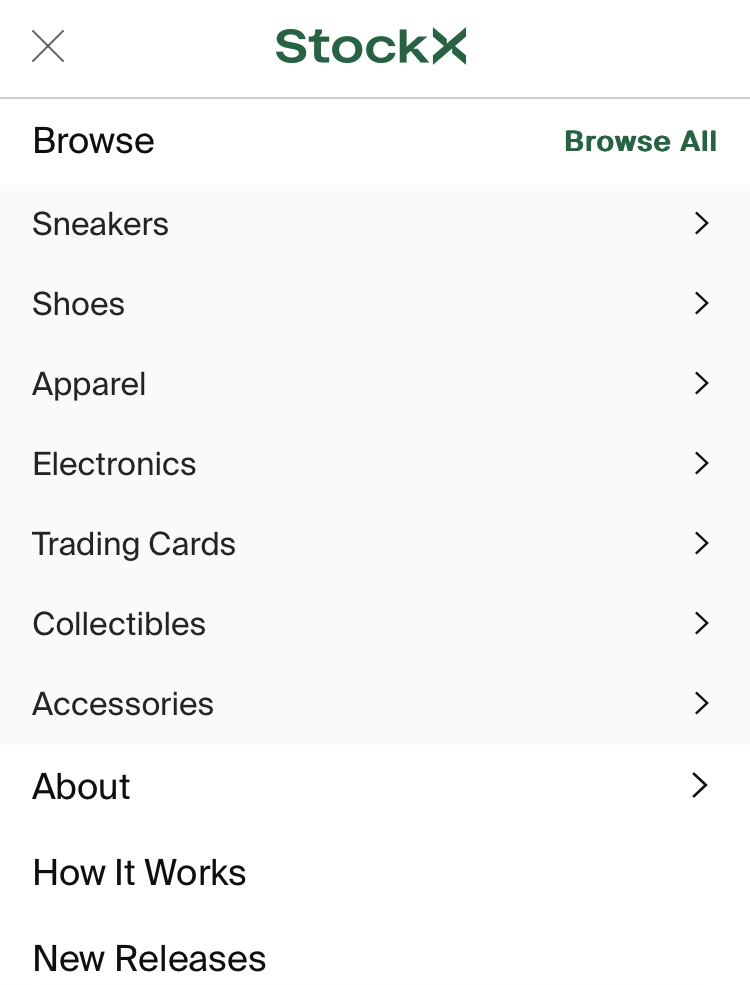 StockX
Browse Browse All
Sneakers
Shoes
Apparel
Electronics
Trading Cards
Collectibles
Accessories
About
How It Works
New Releases